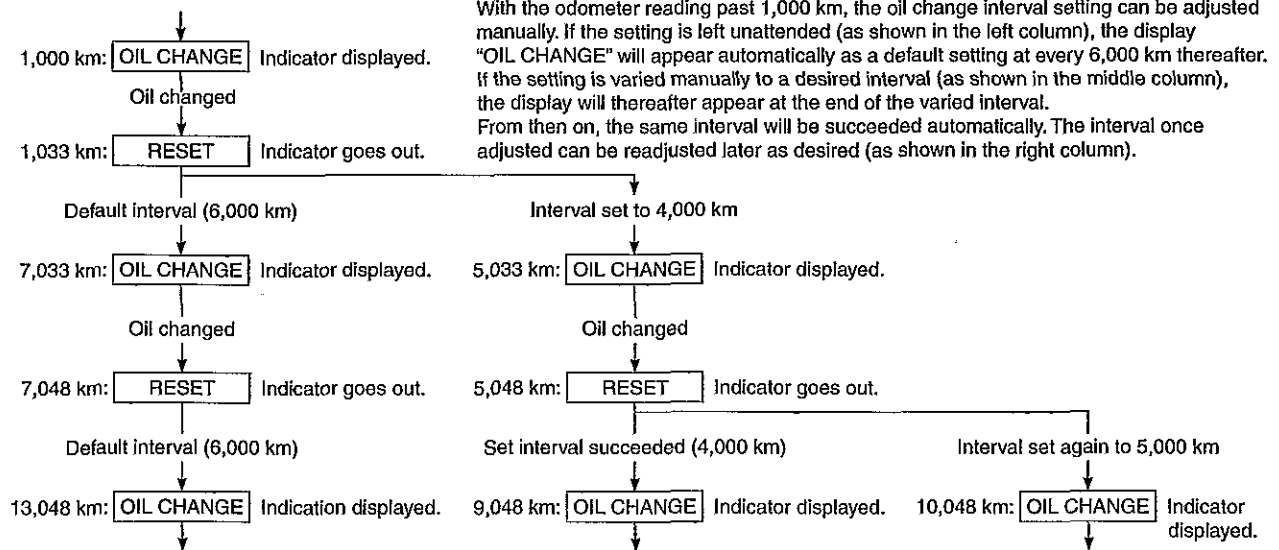 With the odometer reading past 1,000 km, the oil change interval setting can be adjusted
manually. If the setting is left unattended (as shown in the left column), the display
"OIL CHANGE" will appear automatically as a default setting at every 6,000 km thereafter.
If the setting is varied manually to a desired interval (as shown in the middle column),
the display will thereafter appear at the end of the varied interval.
From then on, the same interval will be succeeded automatically. The interval once
adjusted can be readjusted later as desired (as shown in the right column).
1,000 km: OIL CHANGE Indicator displayed.
Oil changed
1,033 km: RESET Indicator goes out.
Default interval (6,000 km) Interval set to 4,000 km
7,033 km: OIL CHANGE Indicator displayed. 5,033 km: OIL CHANGE Indicator displayed.
Oil changed Oil changed
7,048 km: RESET Indicator goes out. 5,048 km: RESET Indicator goes out.
Default interval (6,000 km) Set interval succeeded (4,000 km) Interval set again to 5,000 km
13,048 km: OIL CHANGE Indication displayed. 9,048 km: OIL CHANGE Indicator displayed. 10,048 km: OIL CHANGE Indicator
displayed.